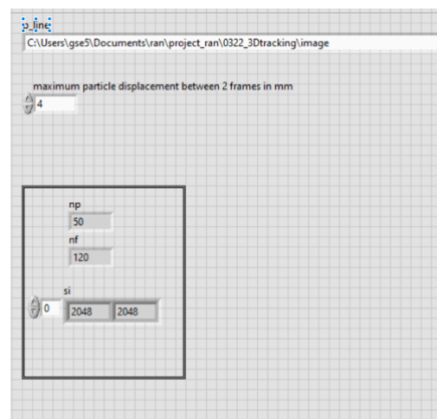 p_line
C:\Users\gse5\Documents\ran\project_ran\0322_3Dtracking\image
maximum particle displacement between 2 frames in mm
4
np
50
nf
120
si
0 2048 2048